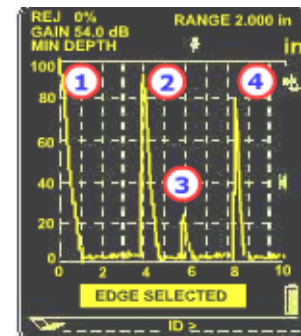 REJ 0%
GAIN 54.0 dB
MIN DEPTH
RANGE 2.000 in
in
100
80
60
40
20
0
1
2
3
4
0 2 4 6 8 10
EDGE SELECTED
ID ≥